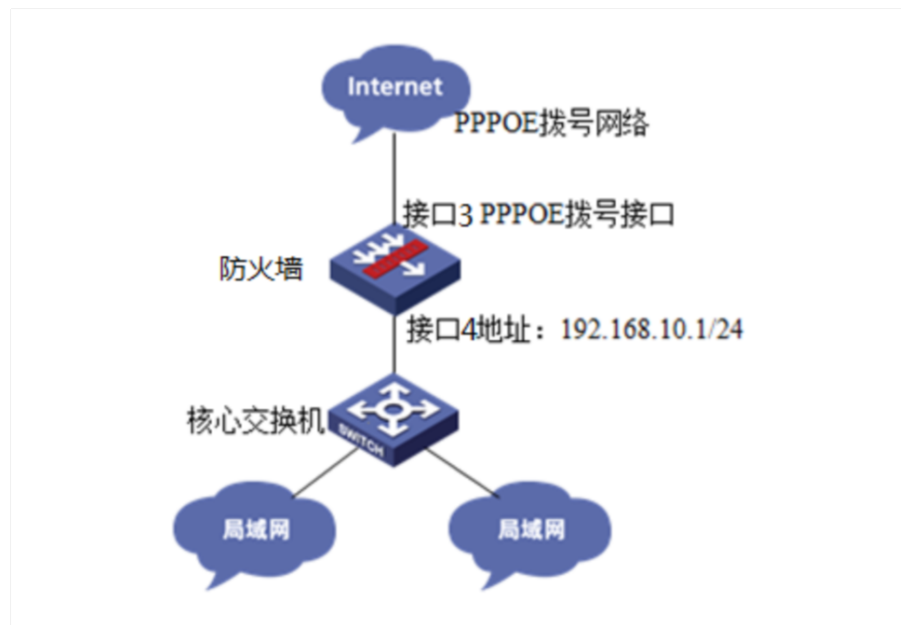 Internet
PPPOE拨号网络
接口3 PPPOE拨号接口
防火墙
接口4地址：192.168.10.1/24
核心交换机
SWITCH
局域网
局域网